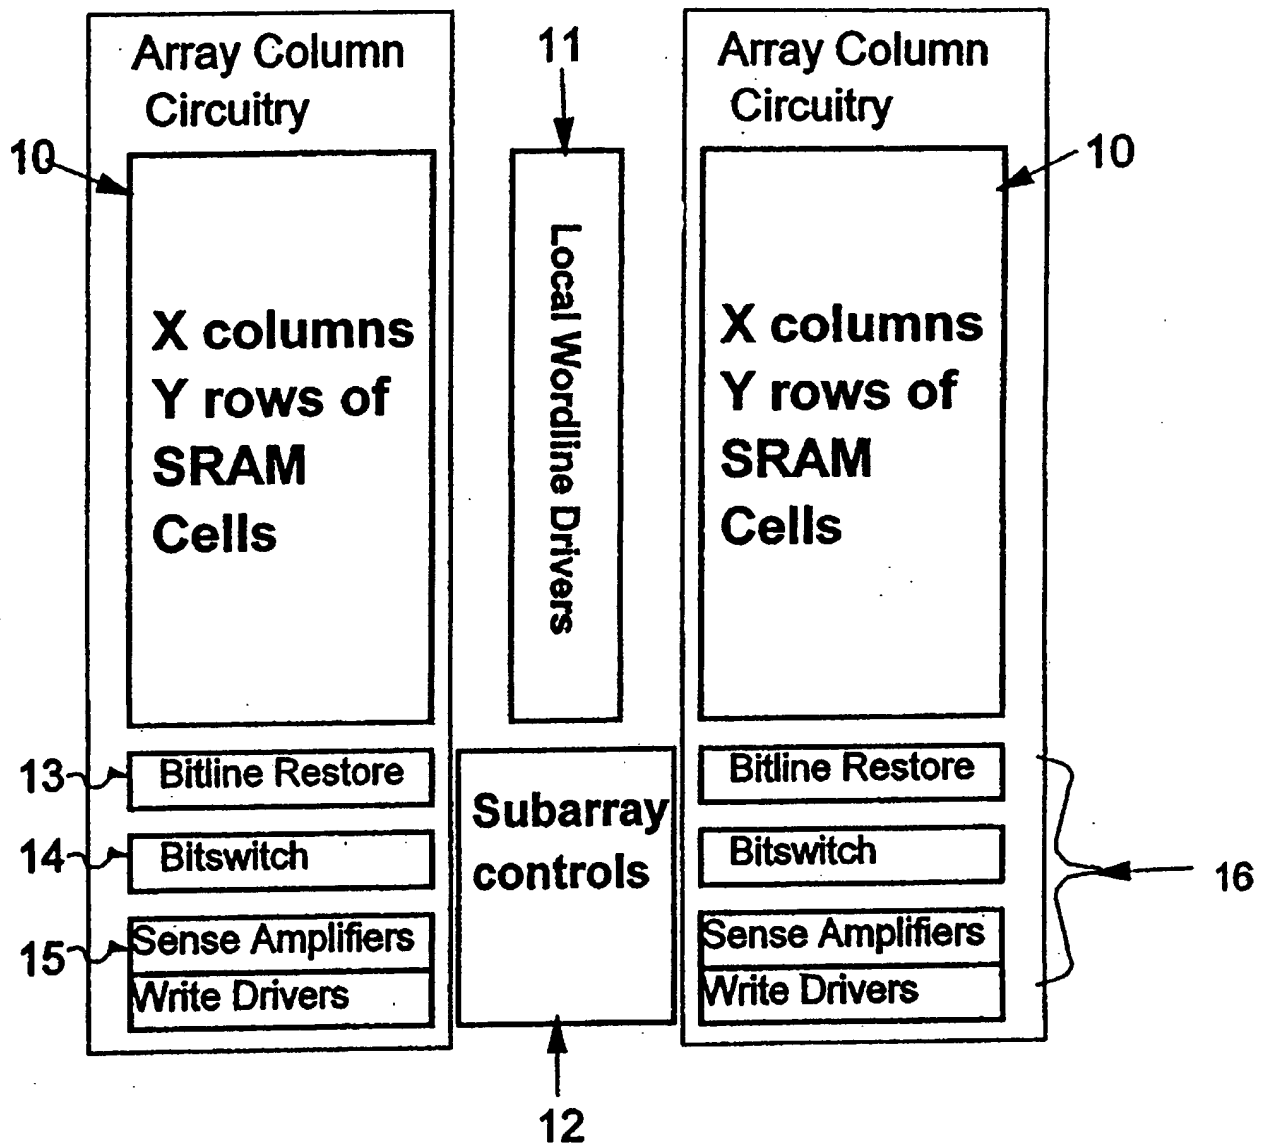 Array Column
Circuitry
10
X columns
Y rows of
SRAM
Cells
13
Bitline Restore
14
Bitswitch
15
Sense Amplifiers
Write Drivers
11
Local Wordline Drivers
Subarray
controls
12
Array Column
Circuitry
10
X columns
Y rows of
SRAM
Cells
Bitline Restore
Bitswitch
Sense Amplifiers
Write Drivers
16